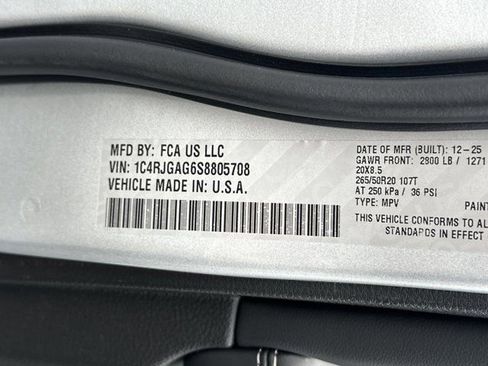 MFD BY: FCA US LLC
VIN: 1C4RJGAG6S8805708
VEHICLE MADE IN U.S.A.
DATE OF MFR (BUILT): 12-25
GAWR FRONT: 2800 LB / 1271
20X8.5
265/50R20 107T
AT 250 kPa / 36 PSI
TYPE: MPV PAINT
THIS VEHICLE CONFORMS TO AL
STANDARDS IN EFFECT